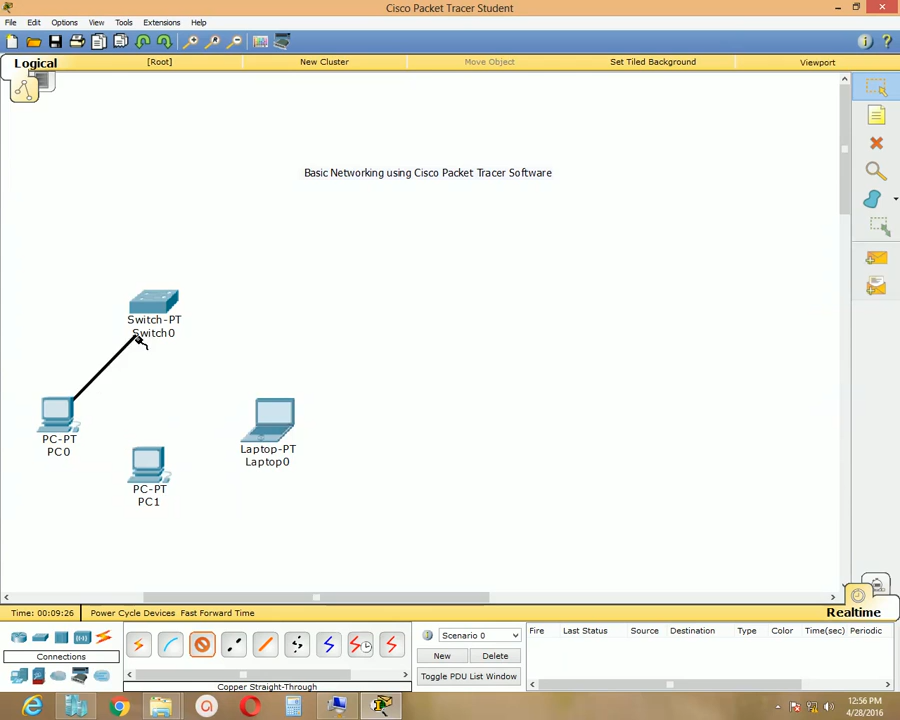 Cisco Packet Tracer Student
File Edit Options View Tools Extensions Help
Logical [Root] New Cluster Move Object Set Tiled Background Viewport
Basic Networking using Cisco Packet Tracer Software
Switch-PT
Switch0
PC-PT
PC0
Laptop-PT
Laptop0
PC-PT
PC1
Time: 00:09:26 Power Cycle Devices Fast Forward Time Realtime
Scenario 0
Fire Last Status Source Destination Type Color Time(sec) Periodic
Connections
New Delete
Toggle PDU List Window
Copper Straight-Through
12:56 PM
4/28/2016